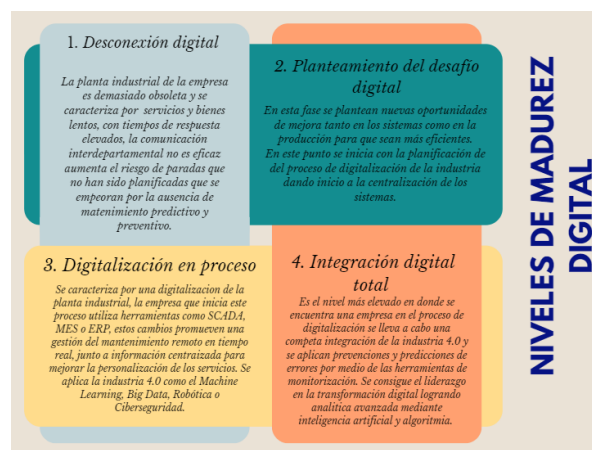 1. Desconexión digital
La planta industrial de la empresa
es demasiado obsoleta y se
caracteriza por servicios y bienes
lentos, con tiempos de respuesta
elevados, la comunicación
interdepartamental no es eficaz
aumenta el riesgo de paradas que
no han sido planificadas que se
empeoran por la ausencia de
matenimiento predictivo y
preventivo.
2. Planteamiento del desafío
digital
En esta fase se plantean nuevas oportunidades
de mejora tanto en los sistemas como en la
producción para que sean más eficientes.
En este punto se inicia con la planificación de
del proceso de digitalización de la industria
dando inicio a la centralización de los
sistemas.
3. Digitalización en proceso
Se caracteriza por una digitalizacion de la
planta industrial, la empresa que inicia este
proceso utiliza herramientas como SCADA,
MES o ERP, estos cambios promueven una
gestión del mantenimiento remoto en tiempo
real, junto a información centraizada para
mejorar la personalización de los servicios. Se
aplica la industria 4.0 como el Machine
Learning, Big Data, Robótica o
Ciberseguridad.
4. Integración digital
total
Es el nivel más elevado en donde se
encuentra una empresa en el proceso de
digitalización se lleva a cabo una
competa integración de la industria 4.0 y
se aplican prevenciones y predicciones de
errores por medio de las herramientas de
monitorización. Se consigue el liderazgo
en la transformación digital logrando
analítica avanzada mediante
inteligencia artificial y algoritmia.
NIVELES DE MADUREZ
DIGITAL